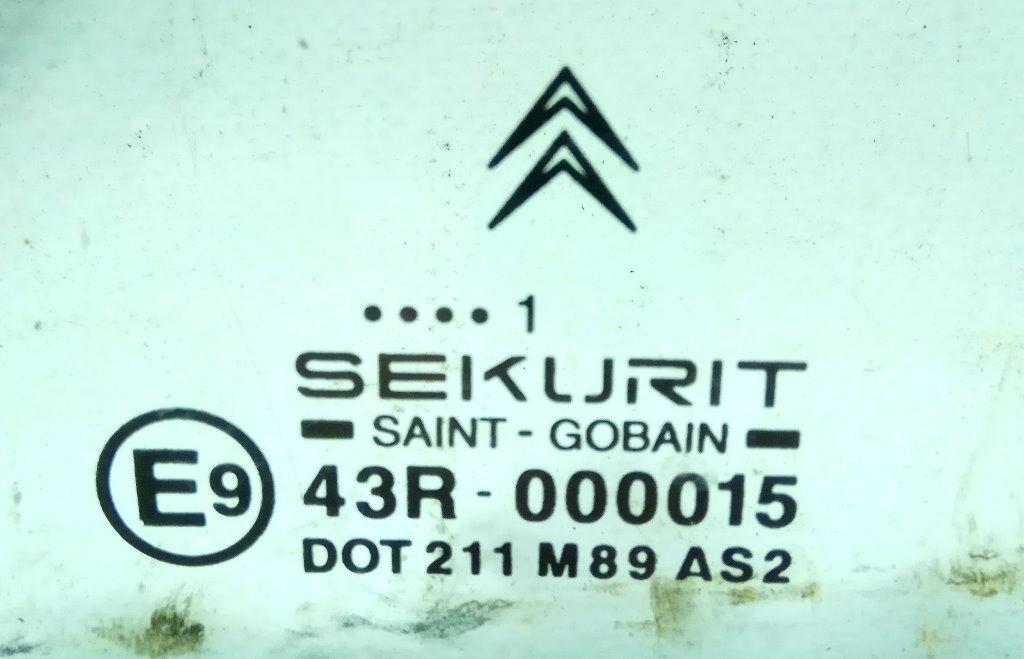 •••• 1
SEKURIT
SAINT - GOBAIN
E9
43R - 000015
DOT 211 M89 AS2